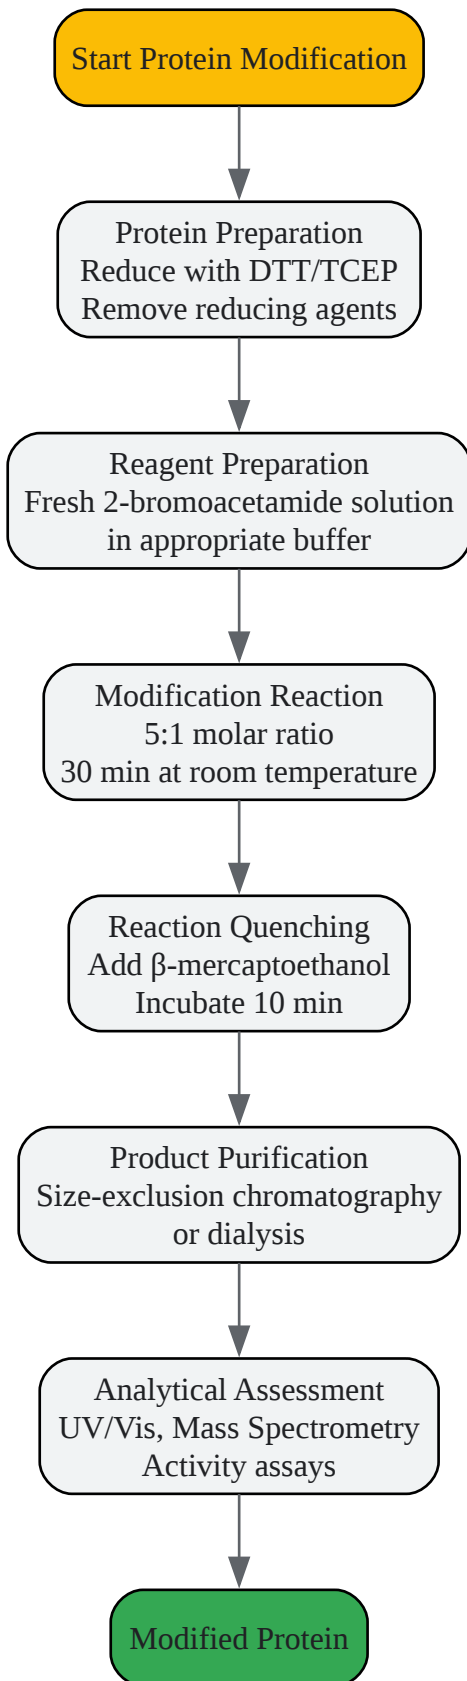 Start Protein Modification
Protein Preparation
Reduce with DTT/TCEP
Remove reducing agents
Reagent Preparation
Fresh 2-bromoacetamide solution
in appropriate buffer
Modification Reaction
5:1 molar ratio
30 min at room temperature
Reaction Quenching
Add β-mercaptoethanol
Incubate 10 min
Product Purification
Size-exclusion chromatography
or dialysis
Analytical Assessment
UV/Vis, Mass Spectrometry
Activity assays
Modified Protein